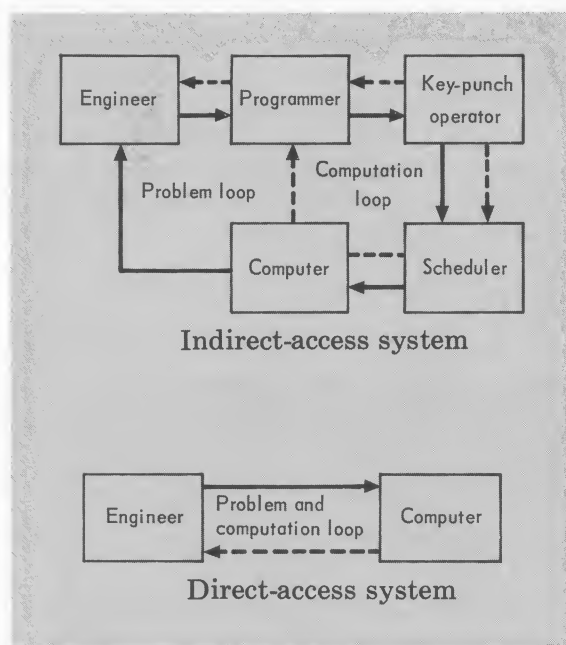 Engineer
Programmer
Key-punch
operator
Problem loop
Computation
loop
Computer
Scheduler
Indirect-access system
Engineer
Problem and
computation loop
Computer
Direct-access system